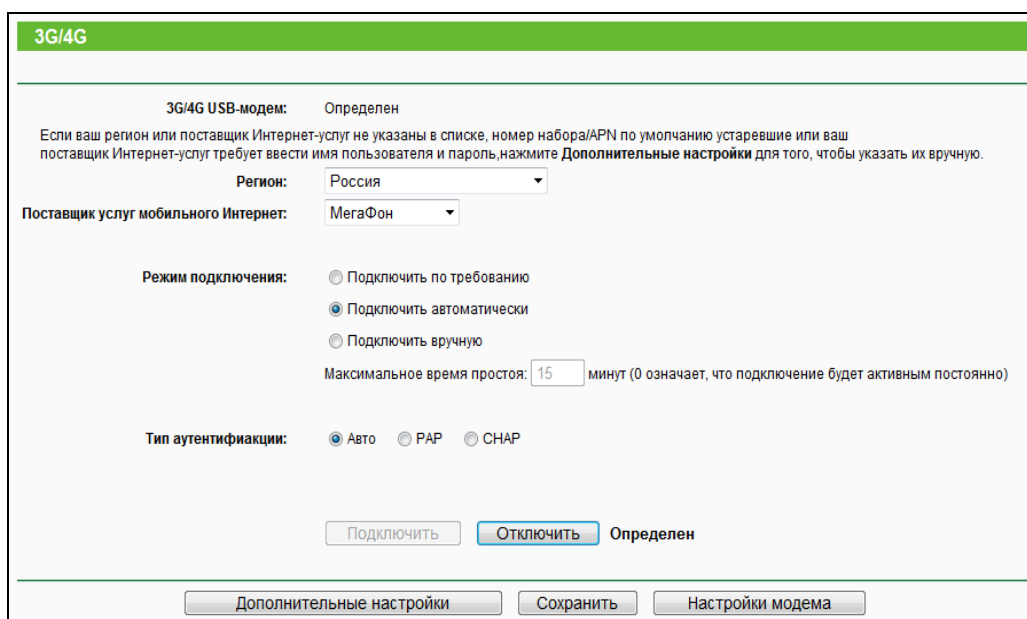 3G/4G
3G/4G USB-модем: Определен
Если ваш регион или поставщик Интернет-услуг не указаны в списке, номер набора/APN по умолчанию устаревшие или ваш
поставщик Интернет-услуг требует ввести имя пользователя и пароль,нажмите Дополнительные настройки для того, чтобы указать их вручную.
Регион: Россия
Поставщик услуг мобильного Интернет: МегаФон
Режим подключения: Подключить по требованию
Подключить автоматически
Подключить вручную
Максимальное время простоя: 15 минут (0 означает, что подключение будет активным постоянно)
Тип аутентифиакции: Авто PAP CHAP
Подключить Отключить Определен
Дополнительные настройки Сохранить Настройки модема